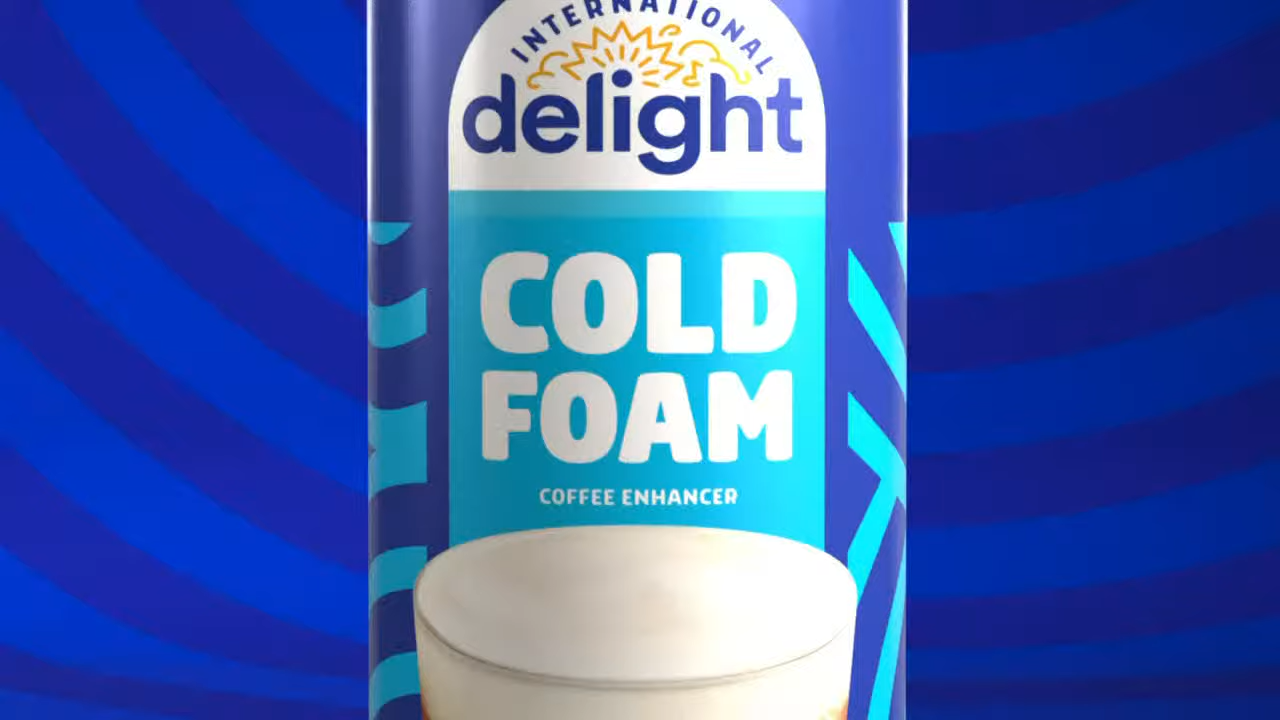 INTERNATIONAL
delight
COLD
FOAM
COFFEE ENHANCER